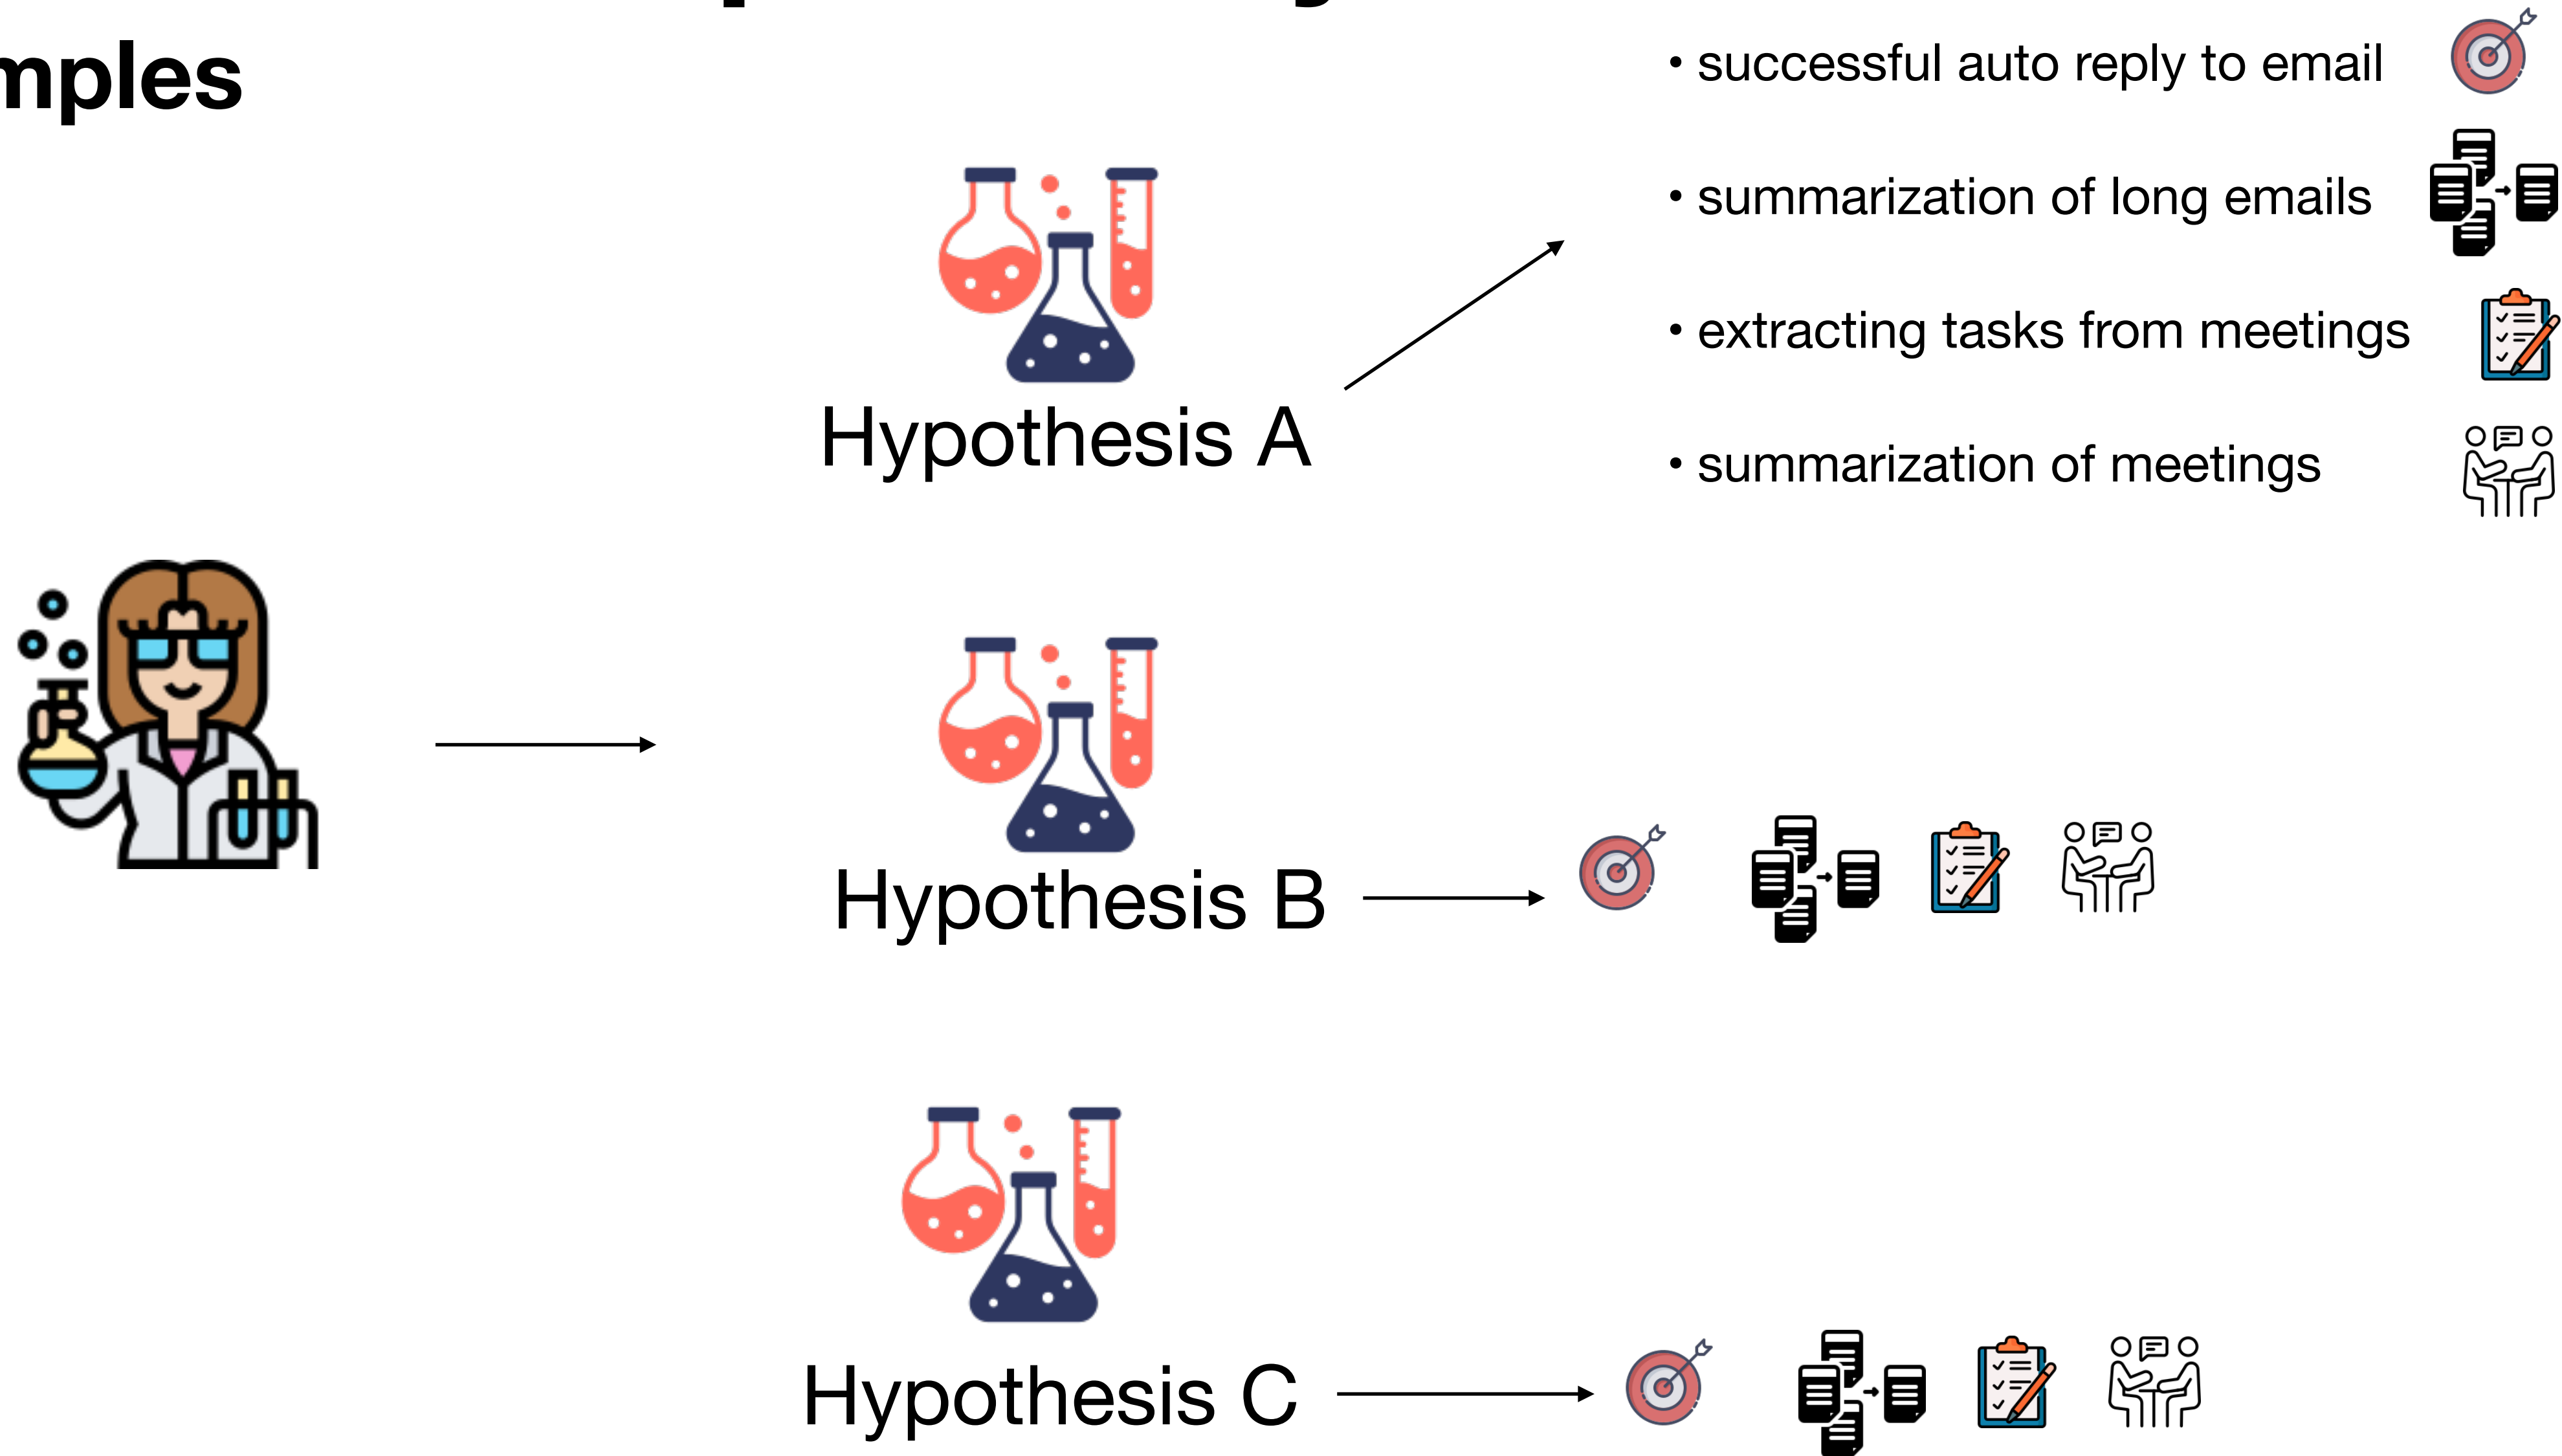 mples
• successful auto reply to email
• summarization of long emails
• extracting tasks from meetings
• summarization of meetings
Hypothesis A
Hypothesis B
Hypothesis C